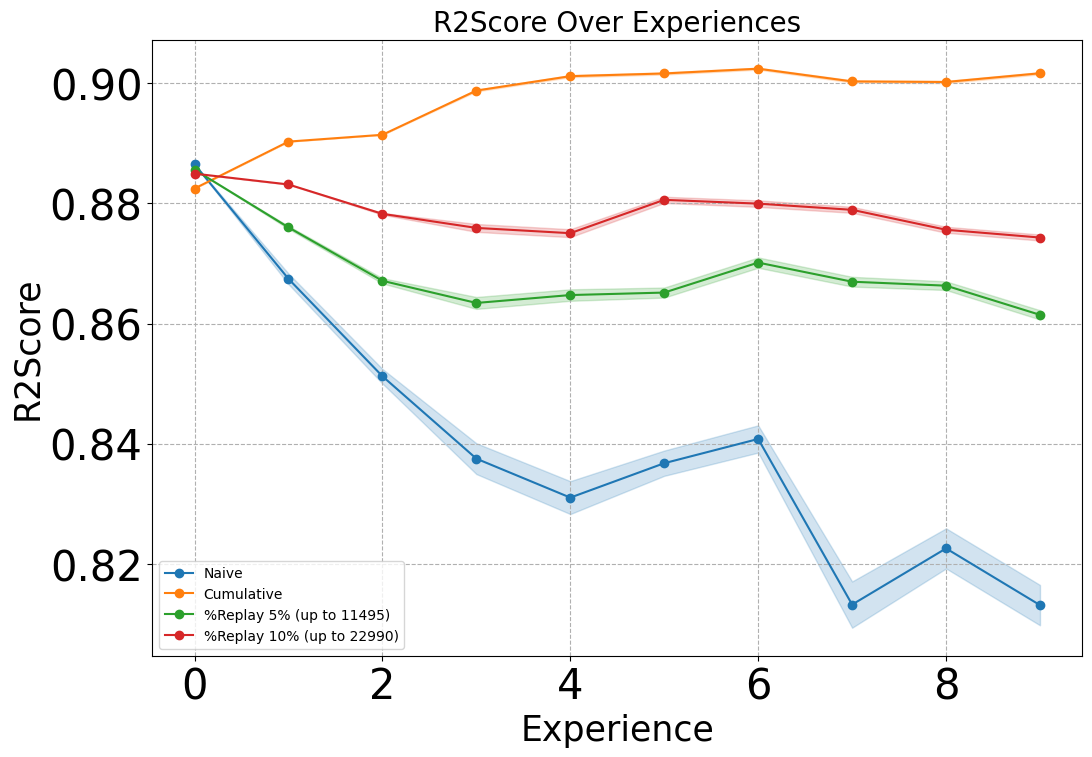 R2Score Over Experiences
R2Score
0.90
0.88
0.86
0.84
0.82
Naive
Cumulative
%Replay 5% (up to 11495)
%Replay 10% (up to 22990)
0 2 4 6 8
Experience